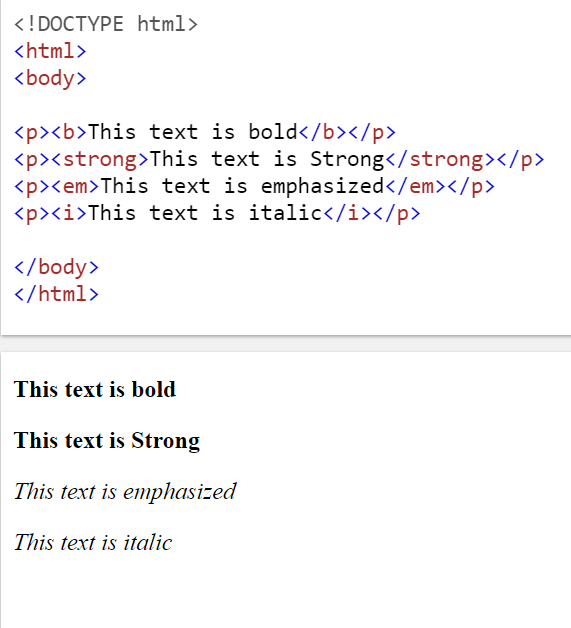 <!DOCTYPE html>
<html>
<body>
<p><b>This text is bold</b></p>
<p><strong>This text is Strong</strong></p>
<p><em>This text is emphasized</em></p>
<p><i>This text is italic</i></p>
</body>
</html>
This text is bold
This text is Strong
This text is emphasized
This text is italic